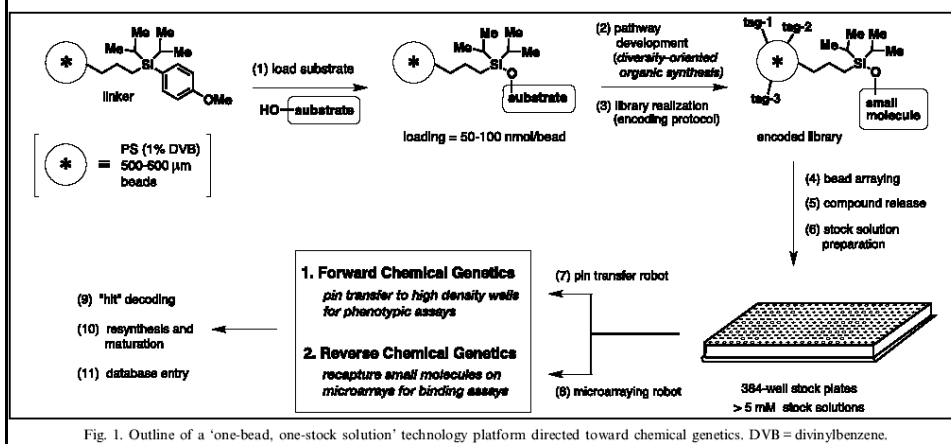 Me
Me
Me
Me
Si
linker
OMe
*
*
=
PS (1% DVB)
500-600 μm
beads
(1) load substrate
HO
substrate
*
Me
Me
Me
Me
Si
O
substrate
loading = 50-100 nmol/bead
(2) pathway
development
(diversity-oriented
organic synthesis)
(3) library realization
(encoding protocol)
tag-1
tag-2
tag-3
*
Me
Me
Me
Me
Si
O
small
molecule
encoded library
(4) bead arraying
(5) compound release
(6) stock solution
preparation
384-well stock plates
> 5 mM stock solutions
(7) pin transfer robot
(8) microarraying robot
1. Forward Chemical Genetics
pin transfer to high density wells
for phenotypic assays
2. Reverse Chemical Genetics
recapture small molecules on
microarrays for binding assays
(9) "hit" decoding
(10) resynthesis and
maturation
(11) database entry
Fig. 1. Outline of a ‘one-bead, one-stock solution’ technology platform directed toward chemical genetics. DVB = divinylbenzene.